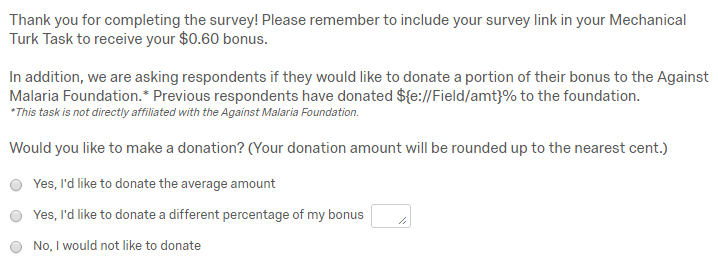 Thank you for completing the survey! Please remember to include your survey link in your Mechanical
Turk Task to receive your $0.60 bonus.
In addition, we are asking respondents if they would like to donate a portion of their bonus to the Against
Malaria Foundation.* Previous respondents have donated ${e://Field/amt}% to the foundation.
*This task is not directly affiliated with the Against Malaria Foundation.
Would you like to make a donation? (Your donation amount will be rounded up to the nearest cent.)
Yes, I'd like to donate the average amount
Yes, I'd like to donate a different percentage of my bonus
No, I would not like to donate